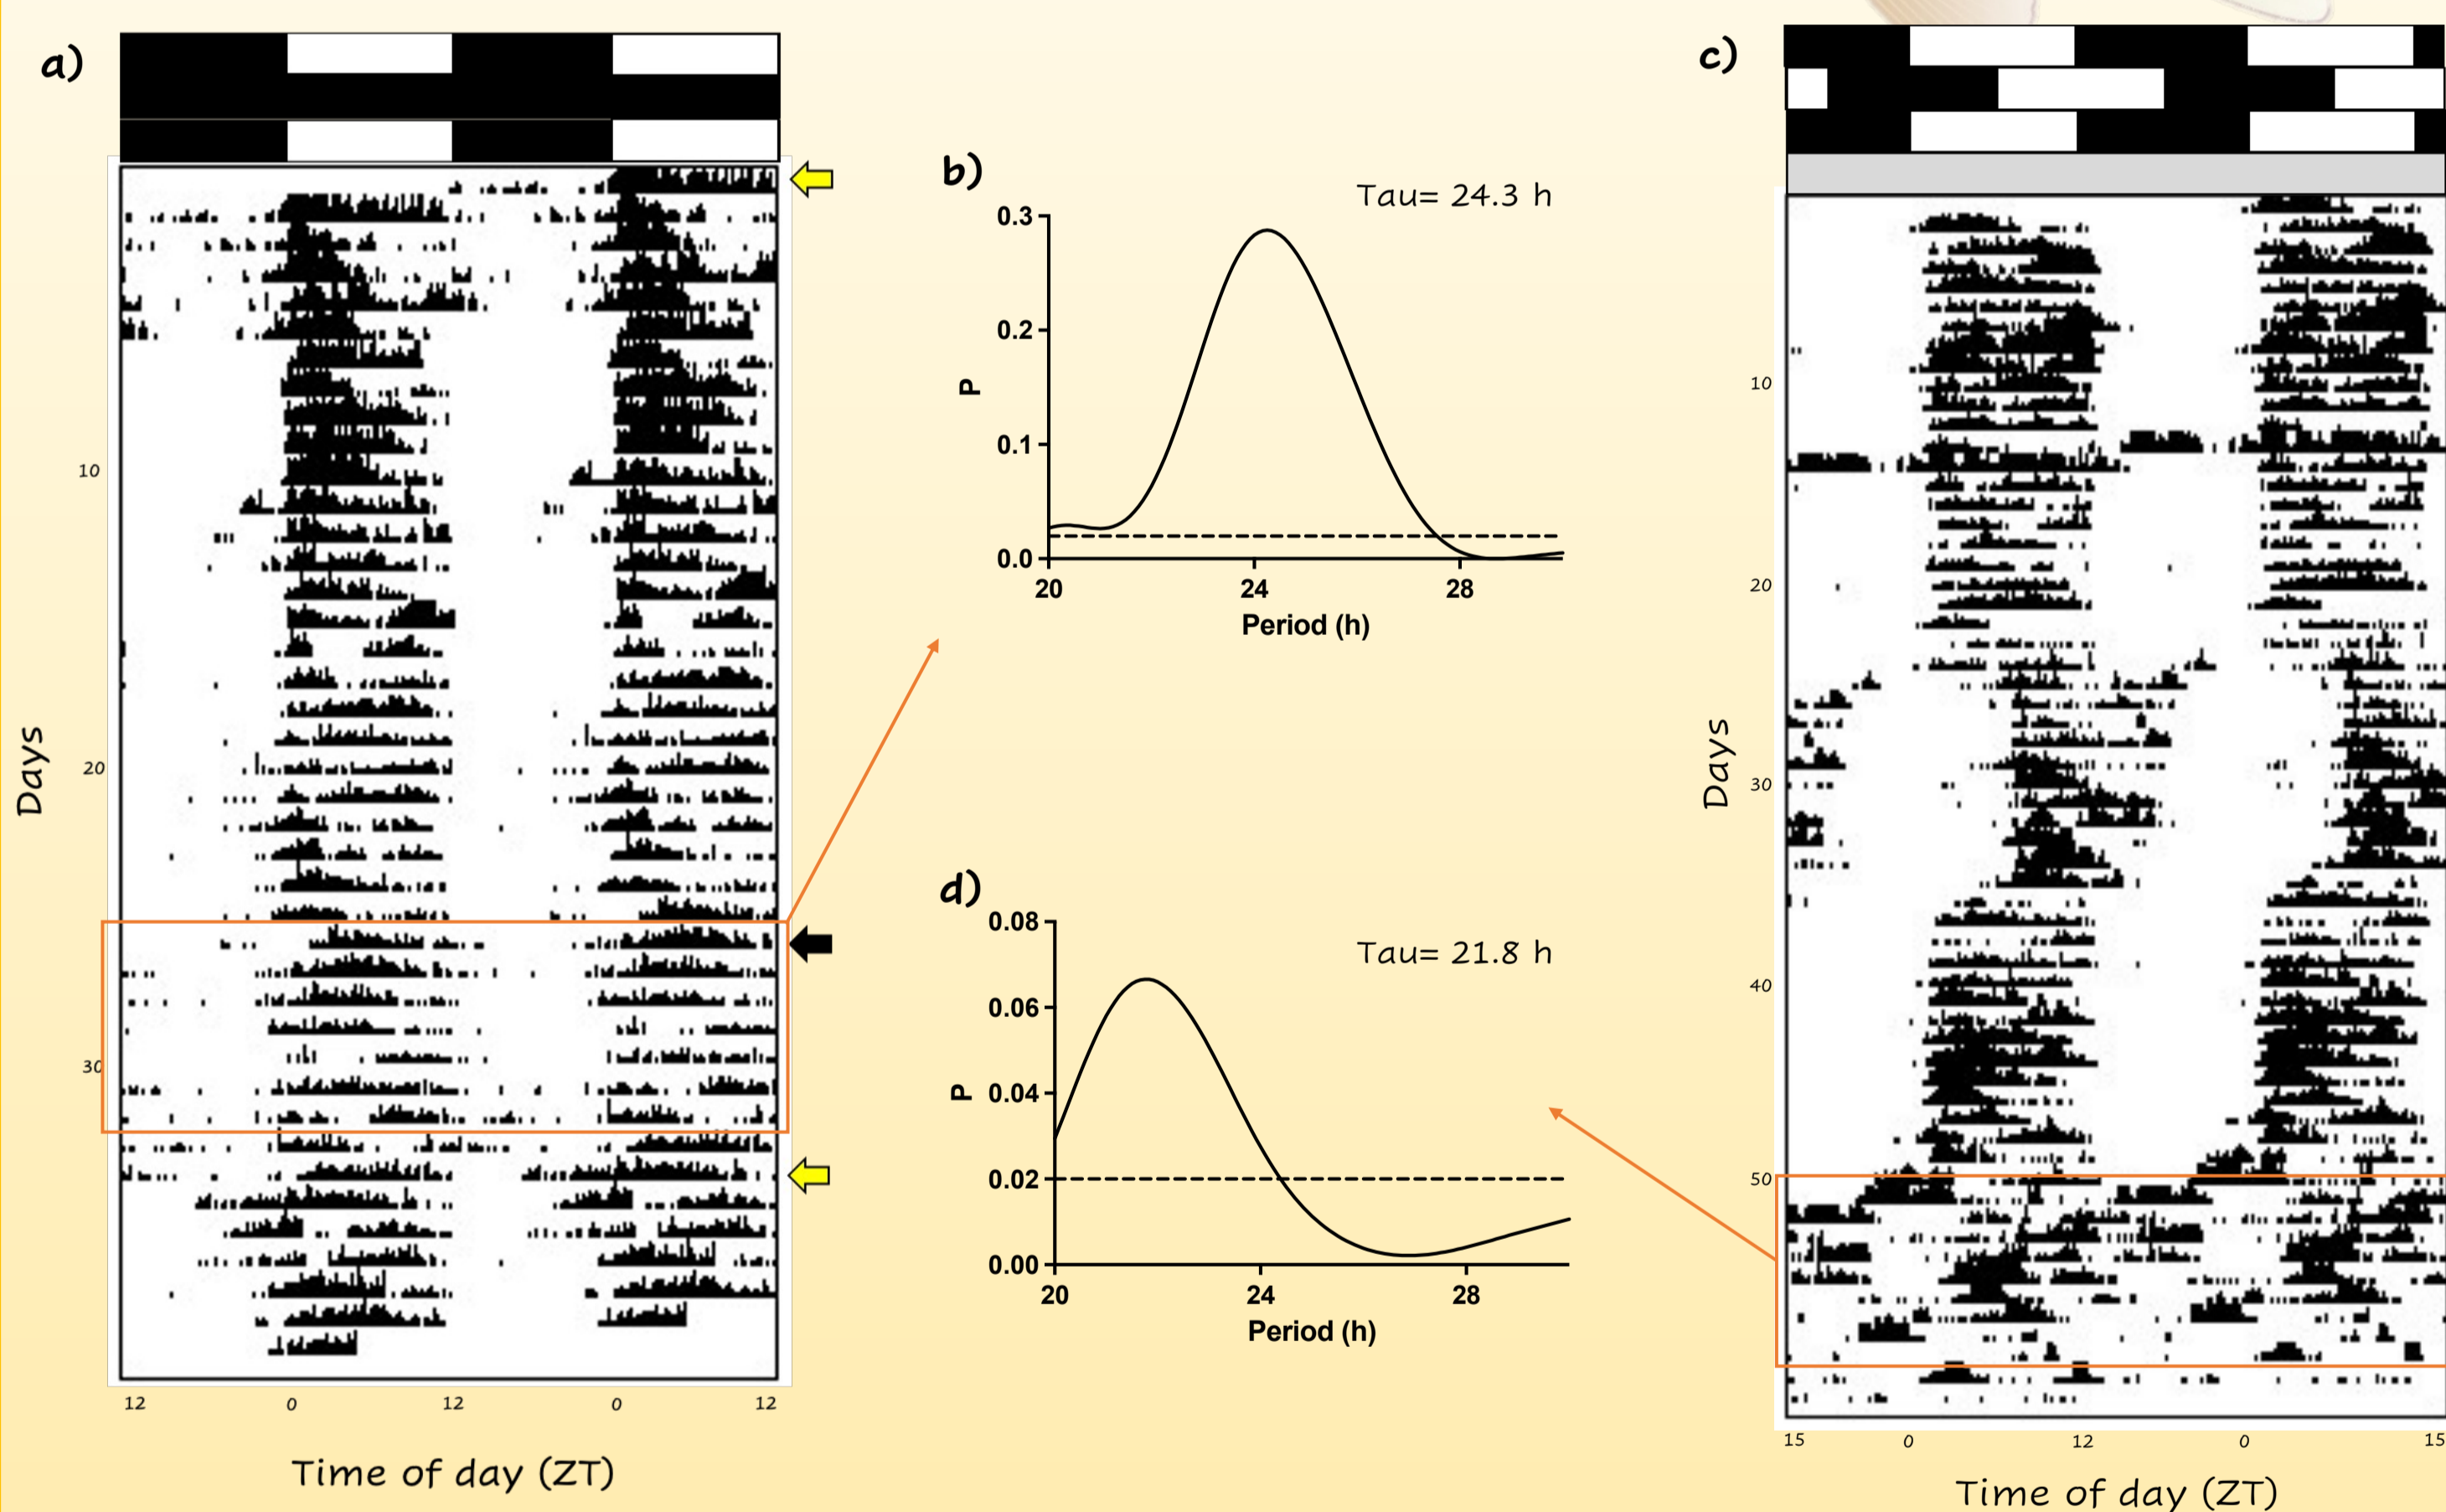 a)
10
20
30
Days
12 0 12 0 12
Time of day (ZT)
b)
Tau= 24.3 h
0.3
0.2
0.1
0.0
P
20 24 28
Period (h)
d)
Tau= 21.8 h
0.08
0.06
0.04
0.02
0.00
P
20 24 28
Period (h)
c)
10
20
30
40
50
Days
15 0 12 0 15
Time of day (ZT)